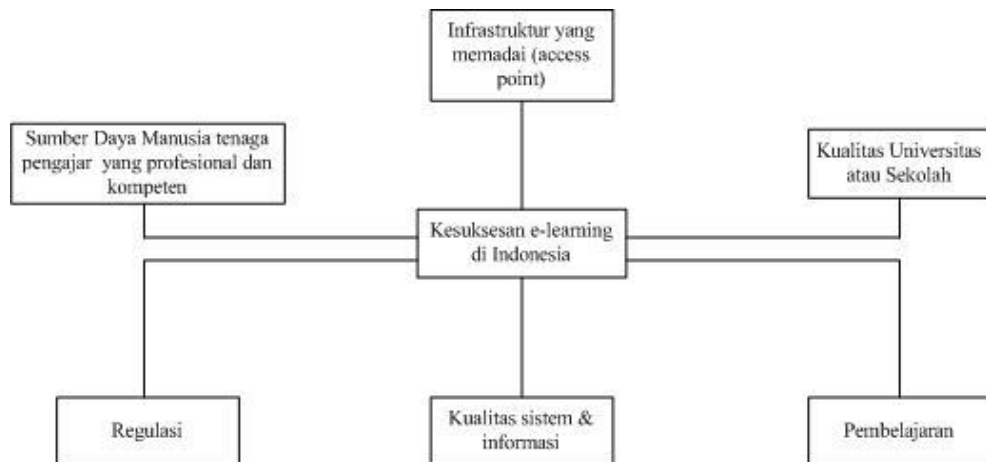 Infrastruktur yang
memadai (access
point)
Sumber Daya Manusia tenaga
pengajar yang profesional dan
kompeten
Kualitas Universitas
atau Sekolah
Kesuksesan e-learning
di Indonesia
Regulasi
Kualitas sistem &
informasi
Pembelajaran